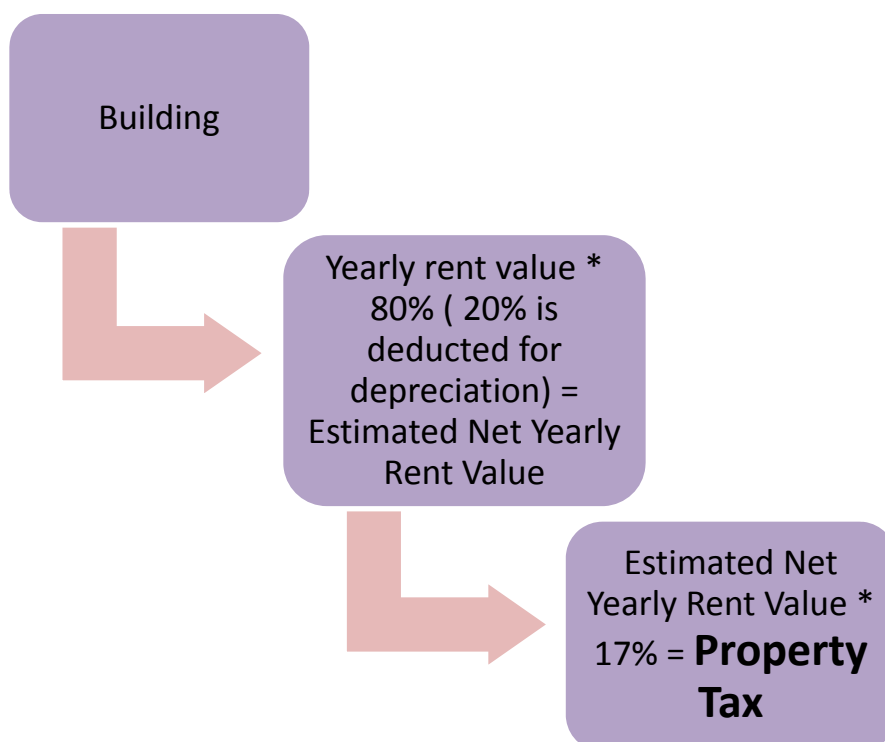 Building
Yearly rent value *
80% ( 20% is
deducted for
depreciation) =
Estimated Net Yearly
Rent Value
Estimated Net
Yearly Rent Value *
17% = Property
Tax